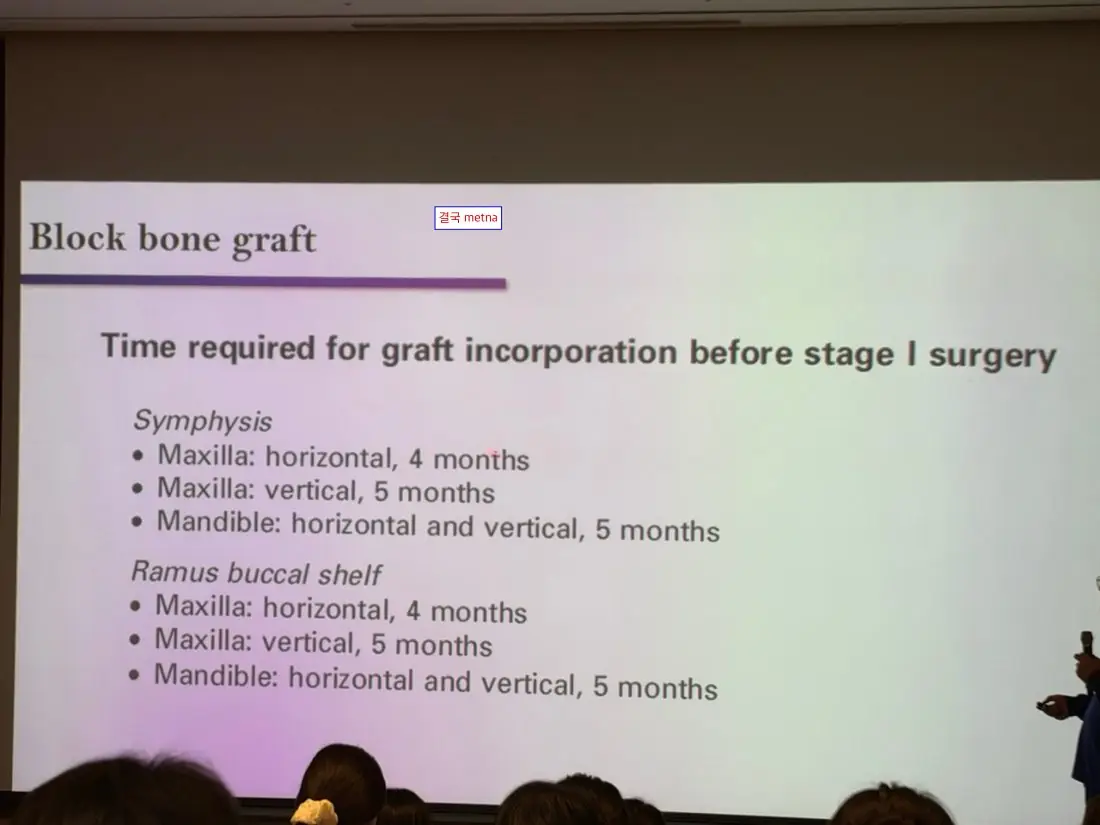 결국 metna
Block bone graft
Time required for graft incorporation before stage I surgery
Symphysis
• Maxilla: horizontal, 4 months
• Maxilla: vertical, 5 months
• Mandible: horizontal and vertical, 5 months
Ramus buccal shelf
• Maxilla: horizontal, 4 months
• Maxilla: vertical, 5 months
• Mandible: horizontal and vertical, 5 months